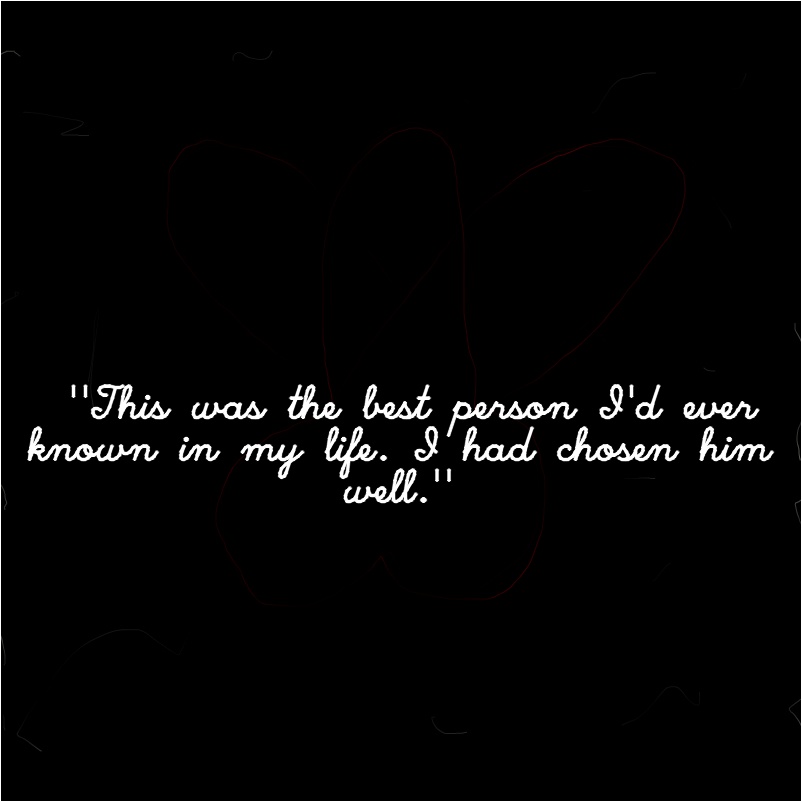 "This was the best person I'd ever
known in my life. I had chosen him
well."